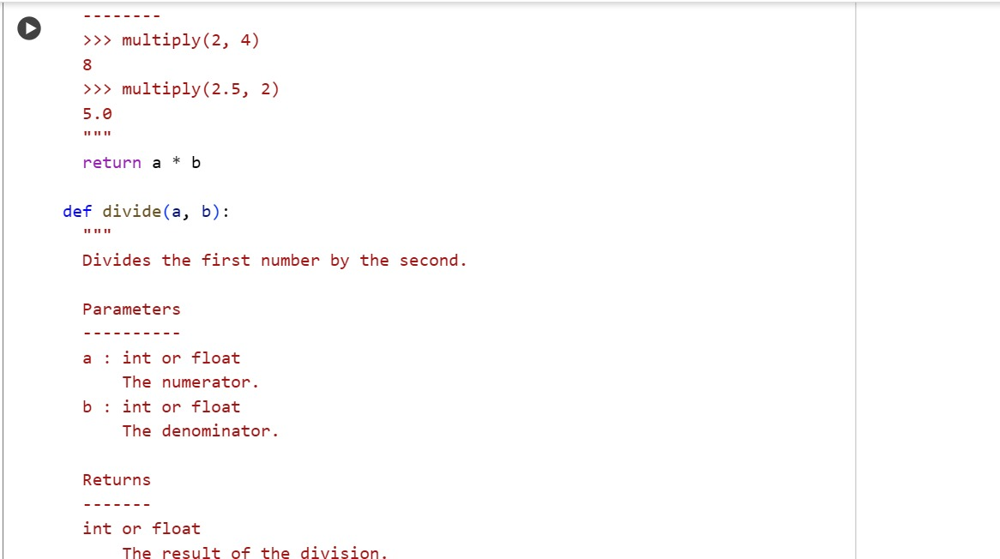 --------
>>> multiply(2, 4)
8
>>> multiply(2.5, 2)
5.0
"""
return a * b
def divide(a, b):
"""
Divides the first number by the second.
Parameters
----------
a : int or float
The numerator.
b : int or float
The denominator.
Returns
-------
int or float
The result of the division.